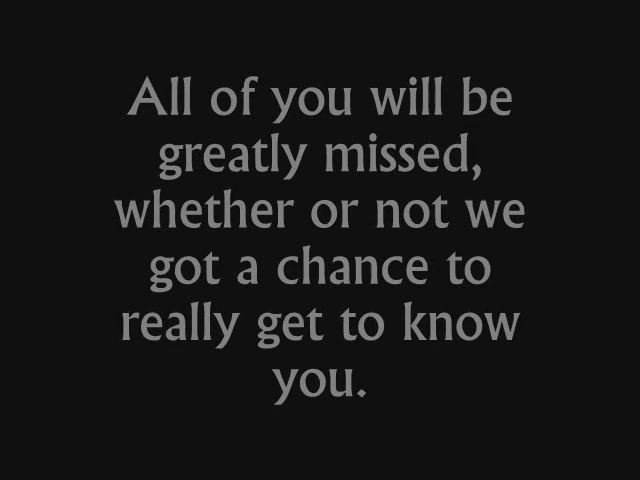 All of you will be
greatly missed,
whether or not we
got a chance to
really get to know
you.